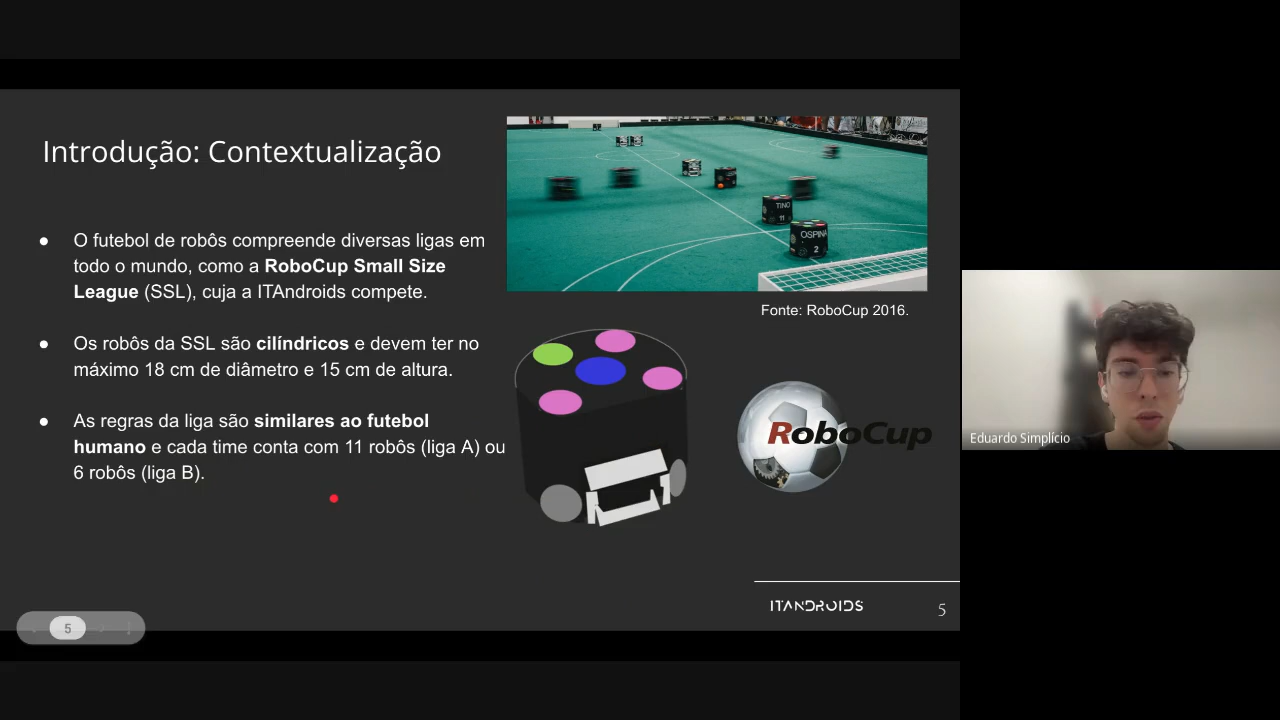 Introdução: Contextualização
● O futebol de robôs compreende diversas ligas em
todo o mundo, como a RoboCup Small Size
League (SSL), cuja a ITAndroids compete.
● Os robôs da SSL são cilíndricos e devem ter no
máximo 18 cm de diâmetro e 15 cm de altura.
● As regras da liga são similares ao futebol
humano e cada time conta com 11 robôs (liga A) ou
6 robôs (liga B).
TINO
11
OSPINA
2
Fonte: RoboCup 2016.
RoboCup
ITANDROIDS
5
5
Eduardo Simplício